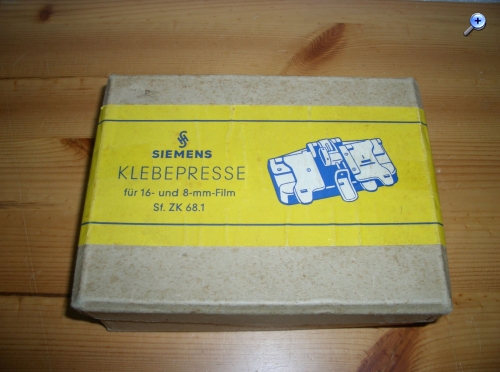 SIEMENS
KLEBEPRESSE
für 16- und 8-mm-Film
Sf. ZK 68.1